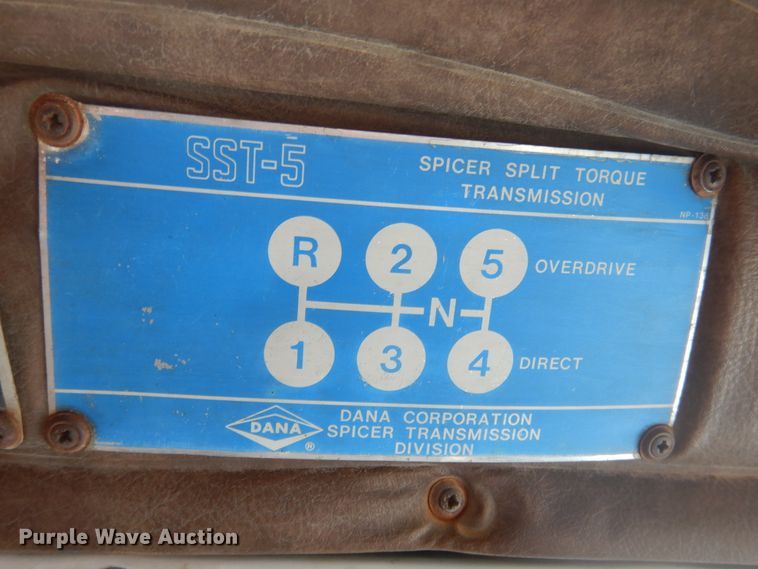 SST-5
SPICER SPLIT TORQUE
TRANSMISSION
R 2 5 OVERDRIVE
N
1 3 4 DIRECT
DANA
®
DANA CORPORATION
SPICER TRANSMISSION
DIVISION
Purple Wave Auction